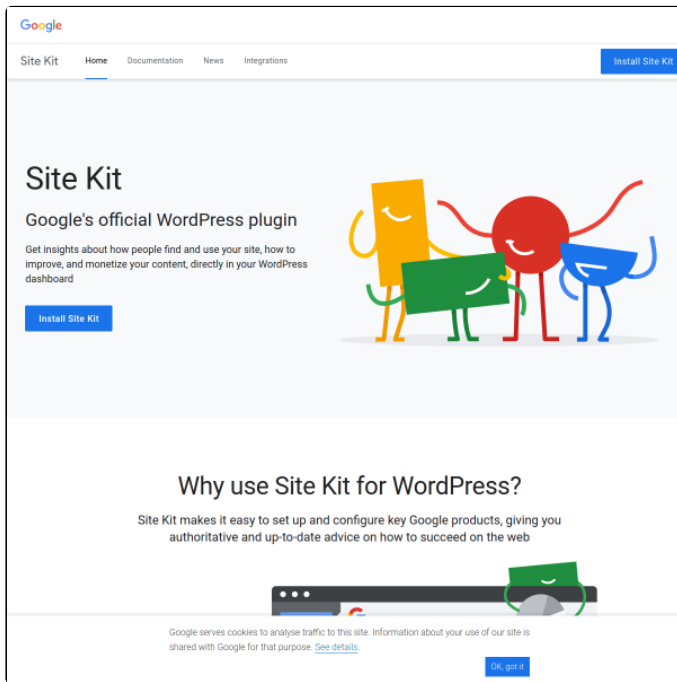 Google
Site Kit Home Documentation News Integrations Install Site Kit
Site Kit
Google's official WordPress plugin
Get insights about how people find and use your site, how to
improve, and monetize your content, directly in your WordPress
dashboard
Install Site Kit
Why use Site Kit for WordPress?
Site Kit makes it easy to set up and configure key Google products, giving you
authoritative and up-to-date advice on how to succeed on the web
Google serves cookies to analyse traffic to this site. Information about your use of our site is
shared with Google for that purpose. See details.
OK, got it